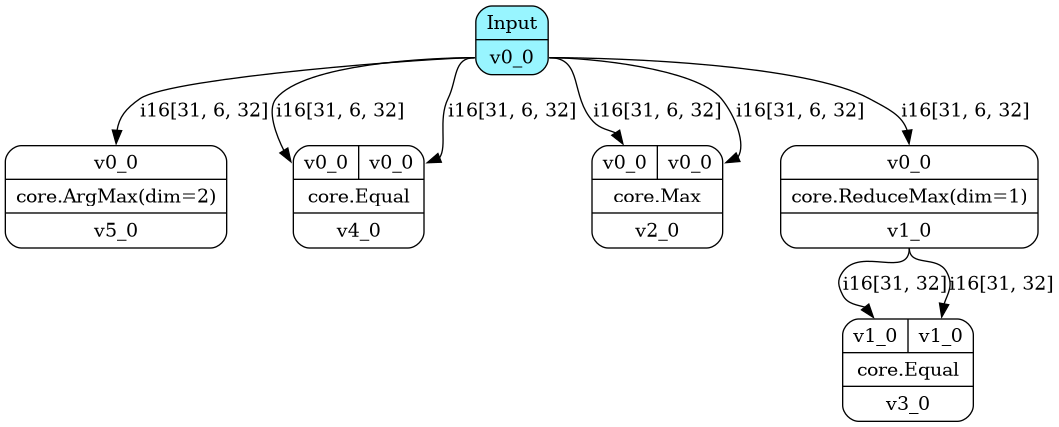 Input
v0_0
i16[31, 6, 32] i16[31, 6, 32] i16[31, 6, 32] i16[31, 6, 32] i16[31, 6, 32] i16[31, 6, 32]
v0_0 v0_0 v0_0 v0_0 v0_0 v0_0
core.ArgMax(dim=2) core.Equal core.Max core.ReduceMax(dim=1)
v5_0 v4_0 v2_0 v1_0
i16[31, 32] i16[31, 32]
v1_0 v1_0
core.Equal
v3_0